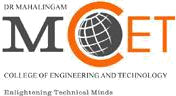 DR MAHALINGAM
MCET
COLLEGE OF ENGINEERING AND TECHNOLOGY
Enlightening Technical Minds